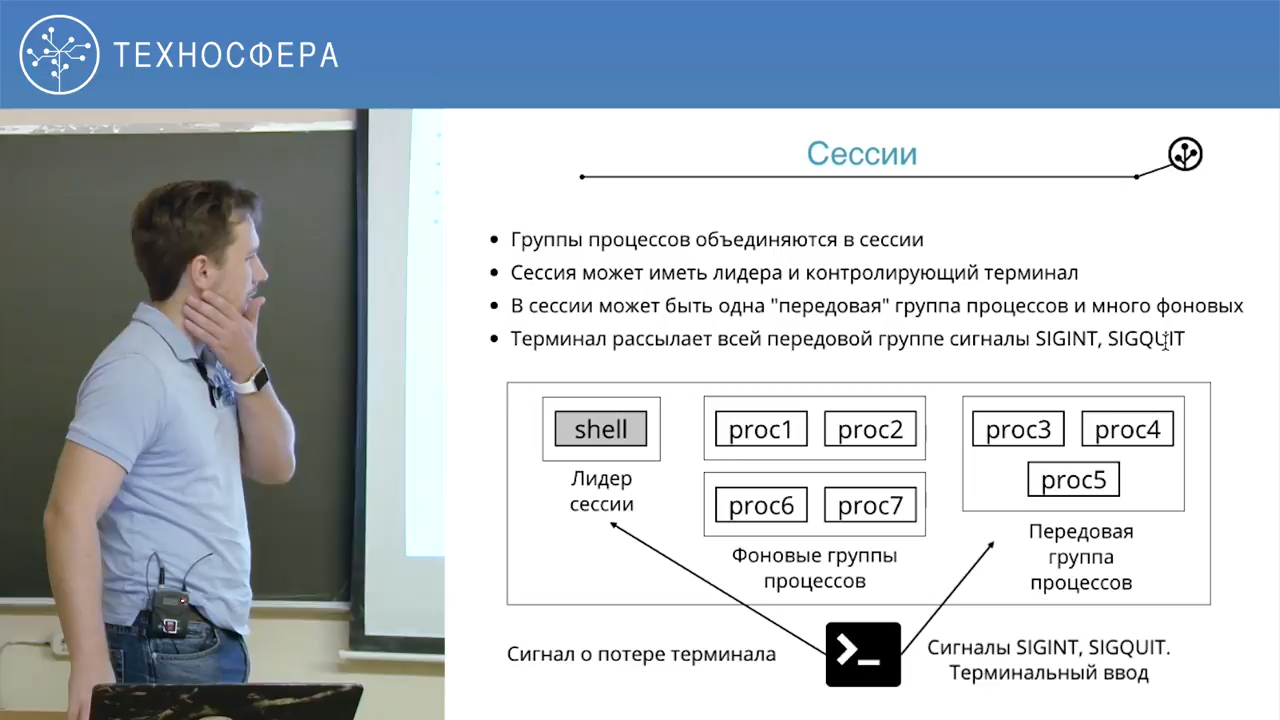 ТЕХНОСФЕРА
Сессии
Группы процессов объединяются в сессии
Сессия может иметь лидера и контролирующий терминал
В сессии может быть одна "передовая" группа процессов и много фоновых
Терминал рассылает всей передовой группе сигналы SIGINT, SIGQUIT
shell
Лидер
сессии
proc1 proc2
proc6 proc7
Фоновые группы
процессов
proc3 proc4
proc5
Передовая
группа
процессов
Сигнал о потере терминала
Сигналы SIGINT, SIGQUIT.
Терминальный ввод